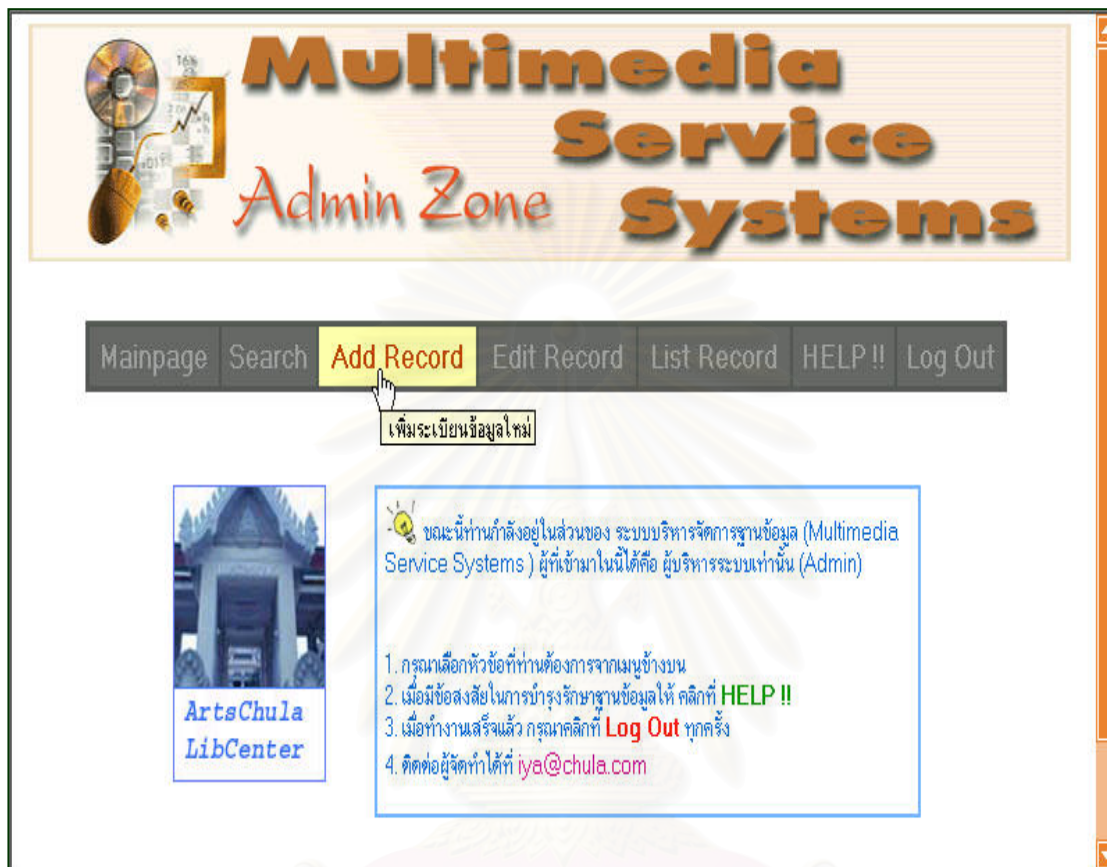 Multimedia
Service
Admin Zone
Systems
Mainpage Search Add Record Edit Record List Record HELP !! Log Out
เพิ่มระเบียนข้อมูลใหม่
ขณะนี้ท่านกำลังอยู่ในส่วนของ ระบบบริหารจัดการฐานข้อมูล (Multimedia
Service Systems ) ผู้ที่เข้ามาในนี้ได้คือ ผู้บริหารระบบเท่านั้น (Admin)
1. กรุณาเลือกหัวข้อที่ท่านต้องการจากเมนูข้างบน
2. เมื่อมีข้อสงสัยในการบำรุงรักษาฐานข้อมูลให้ คลิกที่ HELP !!
3. เมื่อทำงานเสร็จแล้ว กรุณาคลิกที่ Log Out ทุกครั้ง
4. ติดต่อผู้จัดทำได้ที่ iya@chula.com
ArtsChula
LibCenter